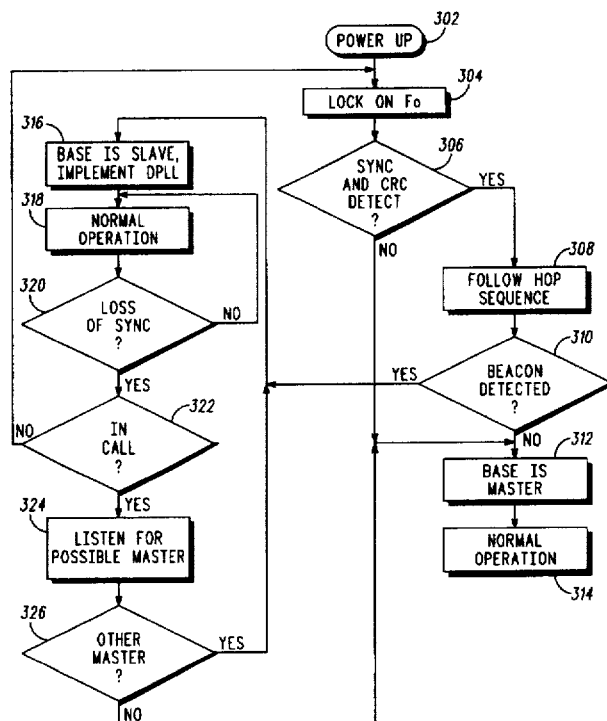 302
POWER UP
304
LOCK ON Fo
316
306
BASE IS SLAVE,
IMPLEMENT DPLL
SYNC
AND CRC
DETECT
?
YES
NO
318
NORMAL
OPERATION
308
FOLLOW HOP
SEQUENCE
320
LOSS
OF SYNC
?
NO
YES
310
BEACON
DETECTED
?
YES
NO
322
IN
CALL
?
NO
YES
312
BASE IS
MASTER
324
LISTEN FOR
POSSIBLE MASTER
NORMAL
OPERATION
314
326
OTHER
MASTER
?
YES
NO